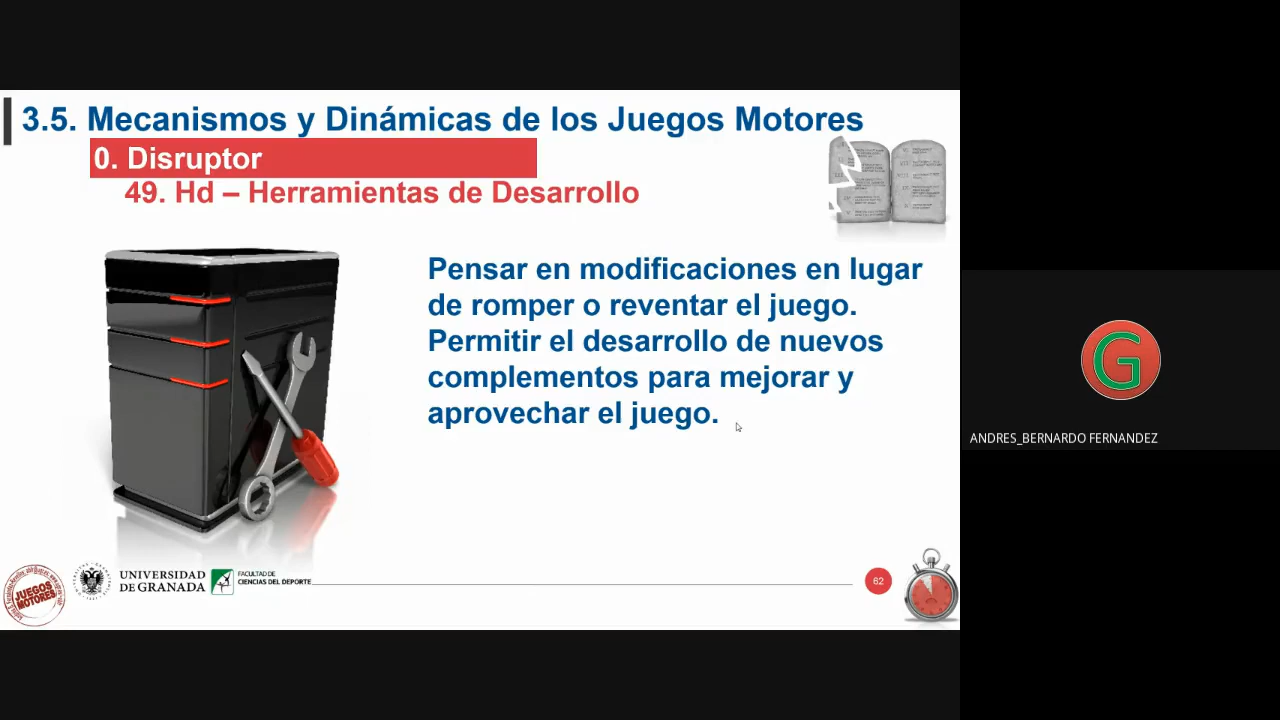 3.5. Mecanismos y Dinámicas de los Juegos Motores
0. Disruptor
49. Hd – Herramientas de Desarrollo
Pensar en modificaciones en lugar
de romper o reventar el juego.
Permitir el desarrollo de nuevos
complementos para mejorar y
aprovechar el juego.
G
ANDRES_BERNARDO FERNANDEZ
JUEGOS
MOTORES
UNIVERSIDAD
DE GRANADA
FACULTAD DE
CIENCIAS DEL DEPORTE
62